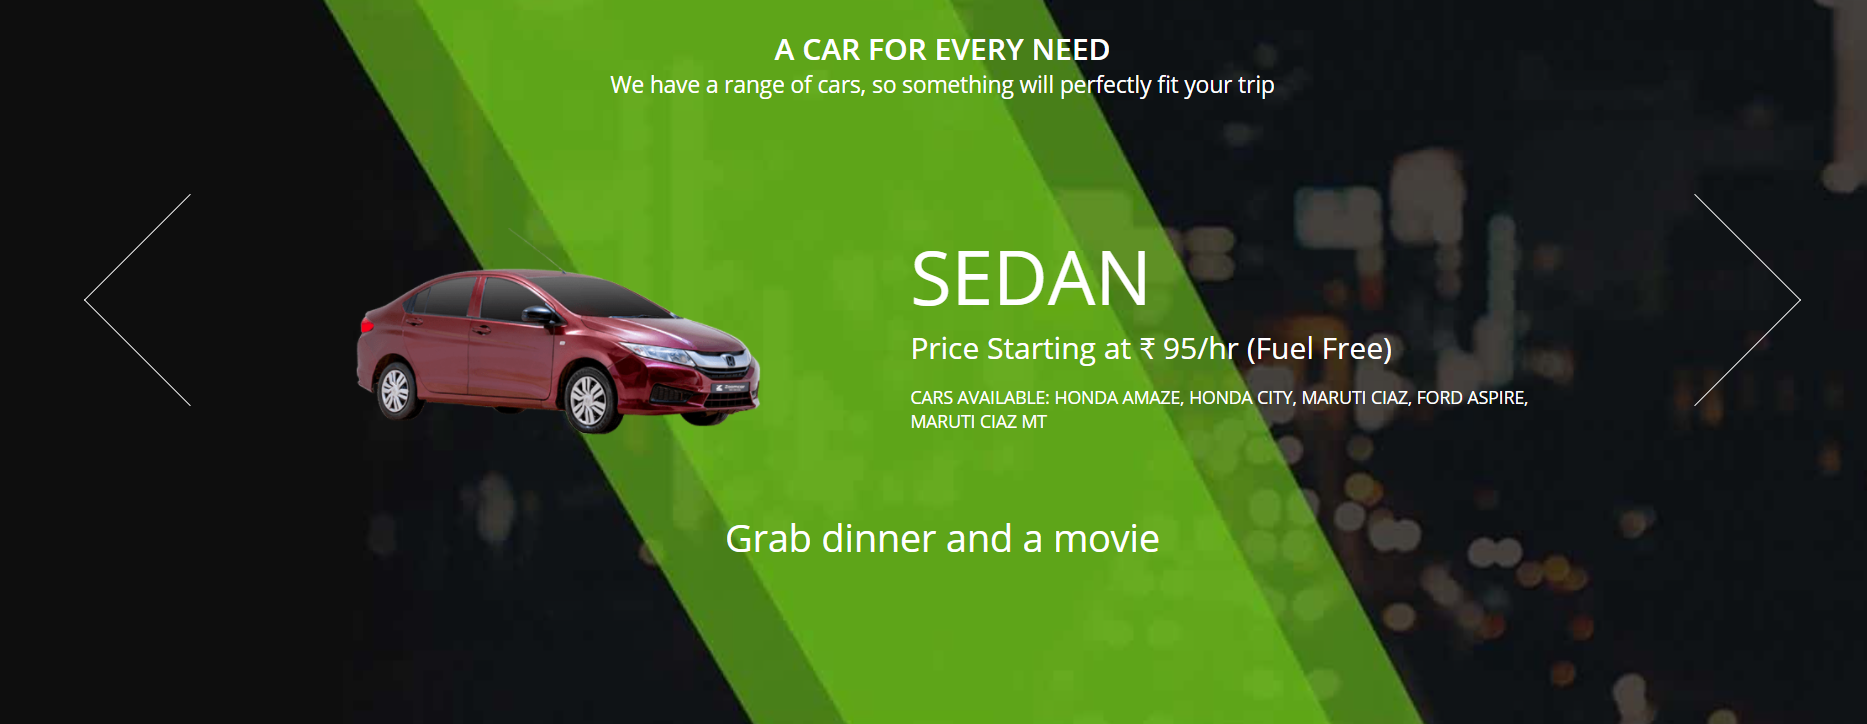 A CAR FOR EVERY NEED
We have a range of cars, so something will perfectly fit your trip
SEDAN
Price Starting at ₹ 95/hr (Fuel Free)
CARS AVAILABLE: HONDA AMAZE, HONDA CITY, MARUTI CIAZ, FORD ASPIRE,
MARUTI CIAZ MT
Grab dinner and a movie